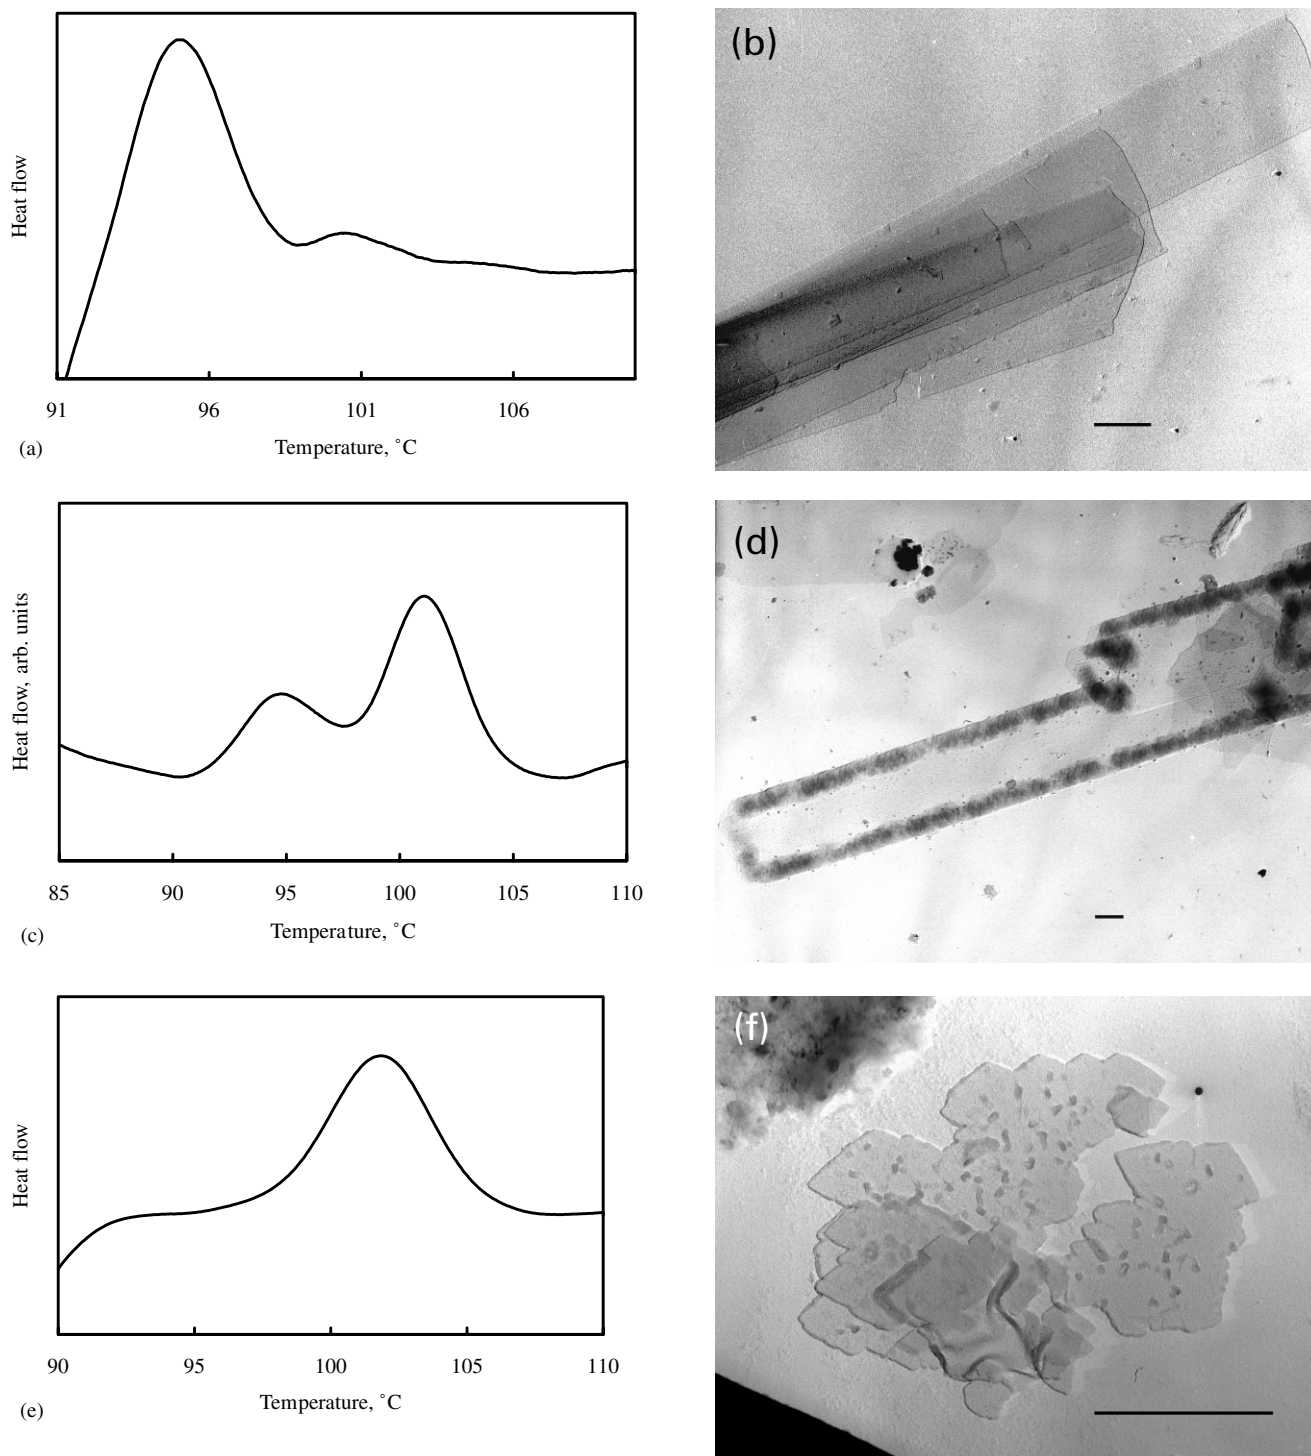 Heat flow
91 96 101 106
Temperature, °C
(a)
(b)
Heat flow, arb. units
85 90 95 100 105 110
Temperature, °C
(c)
(d)
Heat flow
90 95 100 105 110
Temperature, °C
(e)
(f)